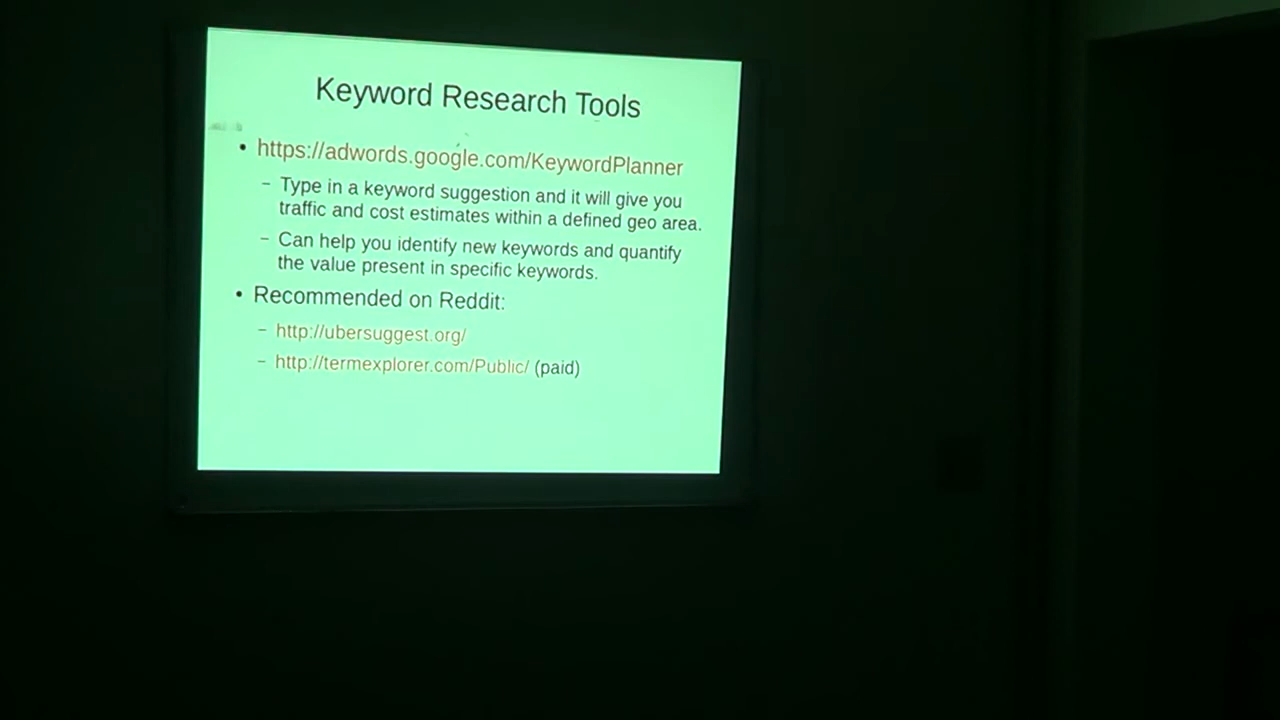 Keyword Research Tools
• https://adwords.google.com/KeywordPlanner
– Type in a keyword suggestion and it will give you
traffic and cost estimates within a defined geo area.
– Can help you identify new keywords and quantify
the value present in specific keywords.
• Recommended on Reddit:
– http://ubersuggest.org/
– http://termexplorer.com/Public/ (paid)